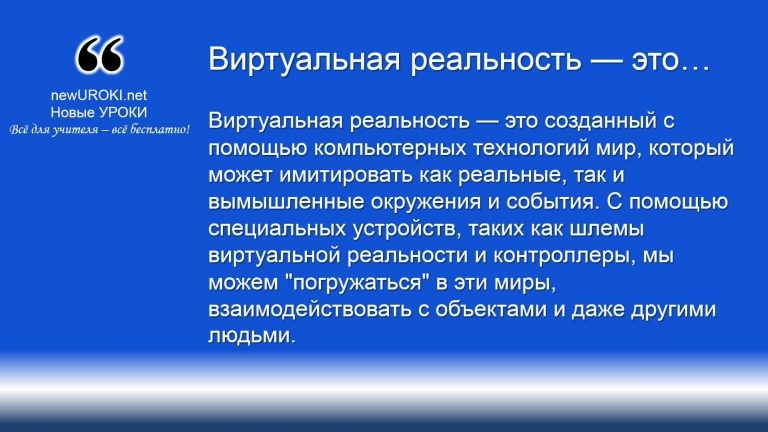 Виртуальная реальность — это…
newUROKI.net
Новые УРОКИ
Всё для учителя – всё бесплатно!
Виртуальная реальность — это созданный с
помощью компьютерных технологий мир, который
может имитировать как реальные, так и
вымышленные окружения и события. С помощью
специальных устройств, таких как шлемы
виртуальной реальности и контроллеры, мы
можем "погружаться" в эти миры,
взаимодействовать с объектами и даже другими
людьми.